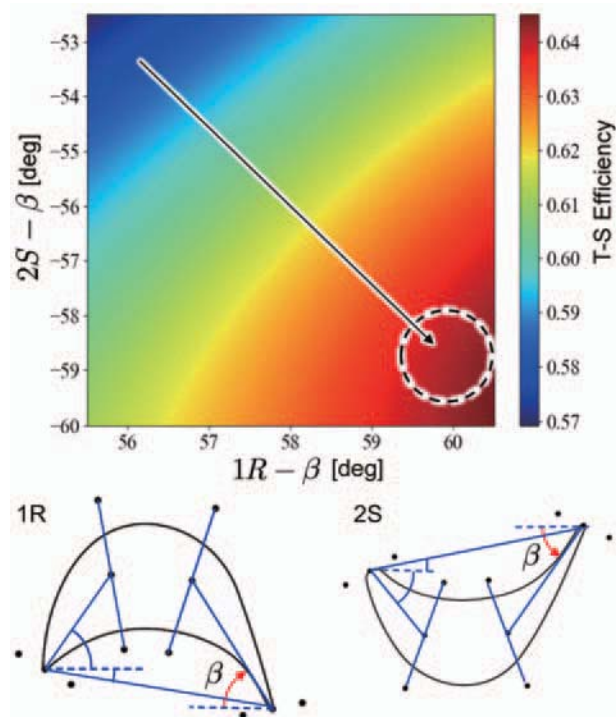 −53
−54
−55
−56
−57
−58
−59
−60
2S − β [deg]
56 57 58 59 60
1R − β [deg]
0.64
0.63
0.62
0.61
0.60
0.59
0.58
0.57
T-S Efficiency
1R
β
2S
β